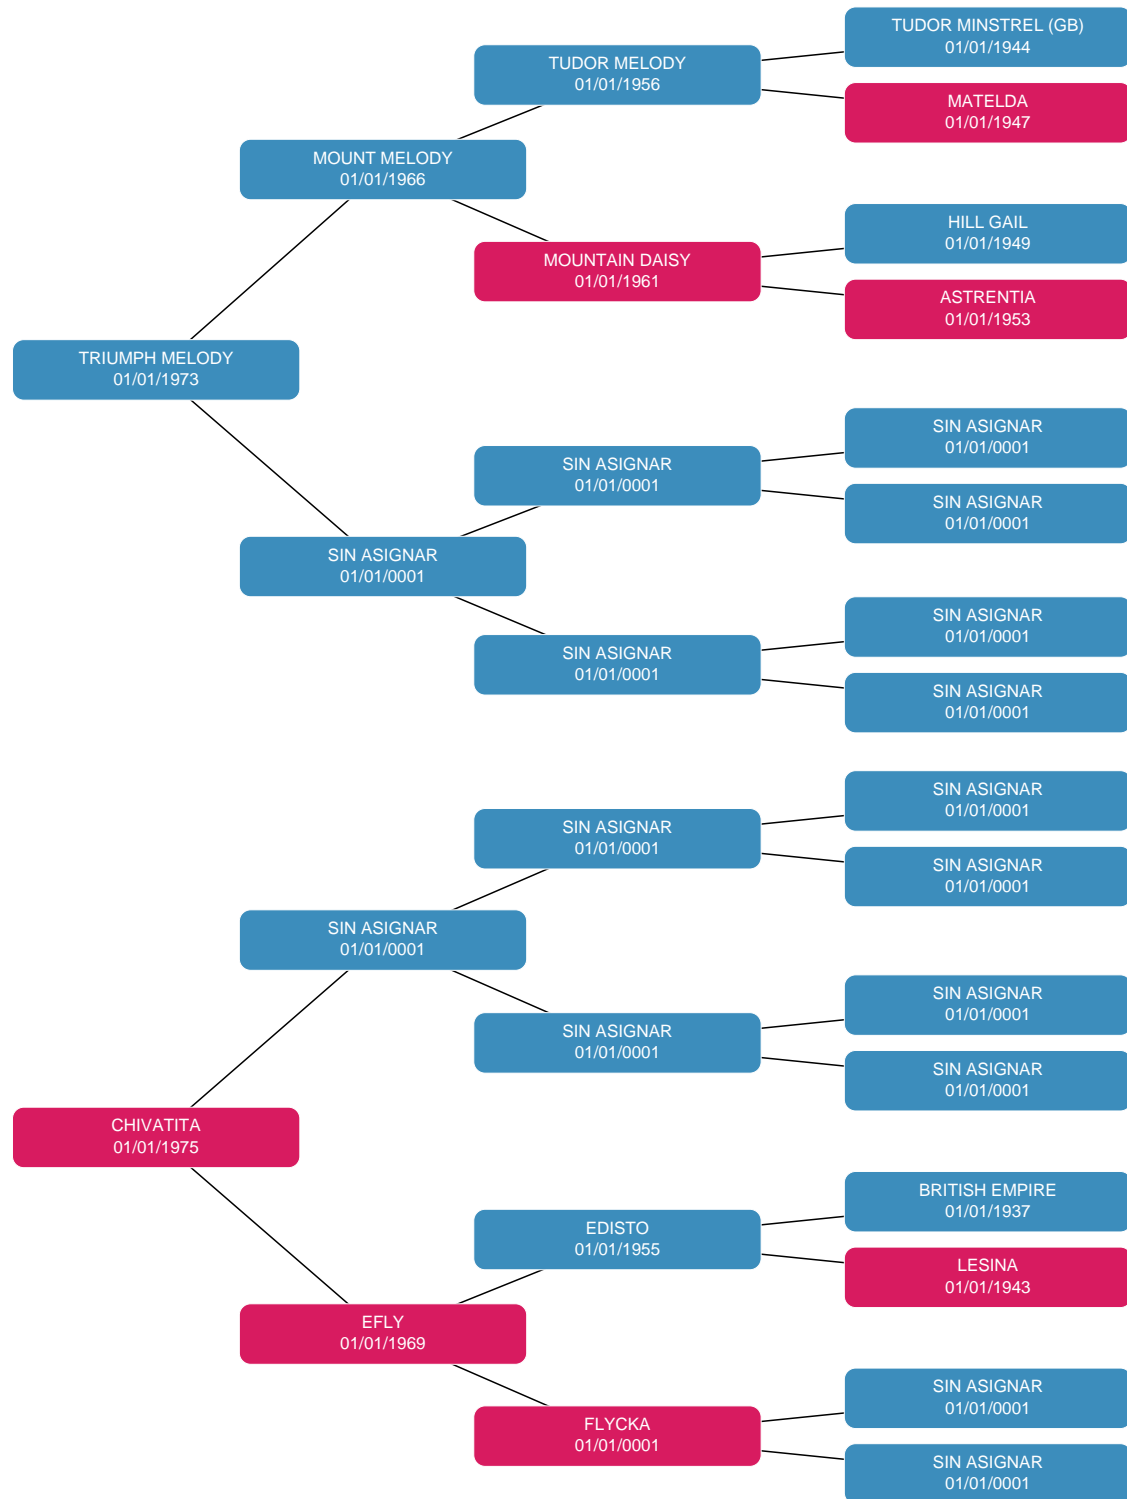 TUDOR MINSTREL (GB)
01/01/1944
TUDOR MELODY
01/01/1956
MATELDA
01/01/1947
MOUNT MELODY
01/01/1966
HILL GAIL
01/01/1949
MOUNTAIN DAISY
01/01/1961
ASTRENTIA
01/01/1953
TRIUMPH MELODY
01/01/1973
SIN ASIGNAR
01/01/0001
SIN ASIGNAR
01/01/0001
SIN ASIGNAR
01/01/0001
SIN ASIGNAR
01/01/0001
SIN ASIGNAR
01/01/0001
SIN ASIGNAR
01/01/0001
SIN ASIGNAR
01/01/0001
SIN ASIGNAR
01/01/0001
SIN ASIGNAR
01/01/0001
SIN ASIGNAR
01/01/0001
SIN ASIGNAR
01/01/0001
SIN ASIGNAR
01/01/0001
SIN ASIGNAR
01/01/0001
SIN ASIGNAR
01/01/0001
CHIVATITA
01/01/1975
BRITISH EMPIRE
01/01/1937
EDISTO
01/01/1955
LESINA
01/01/1943
EFLY
01/01/1969
SIN ASIGNAR
01/01/0001
FLYCKA
01/01/0001
SIN ASIGNAR
01/01/0001